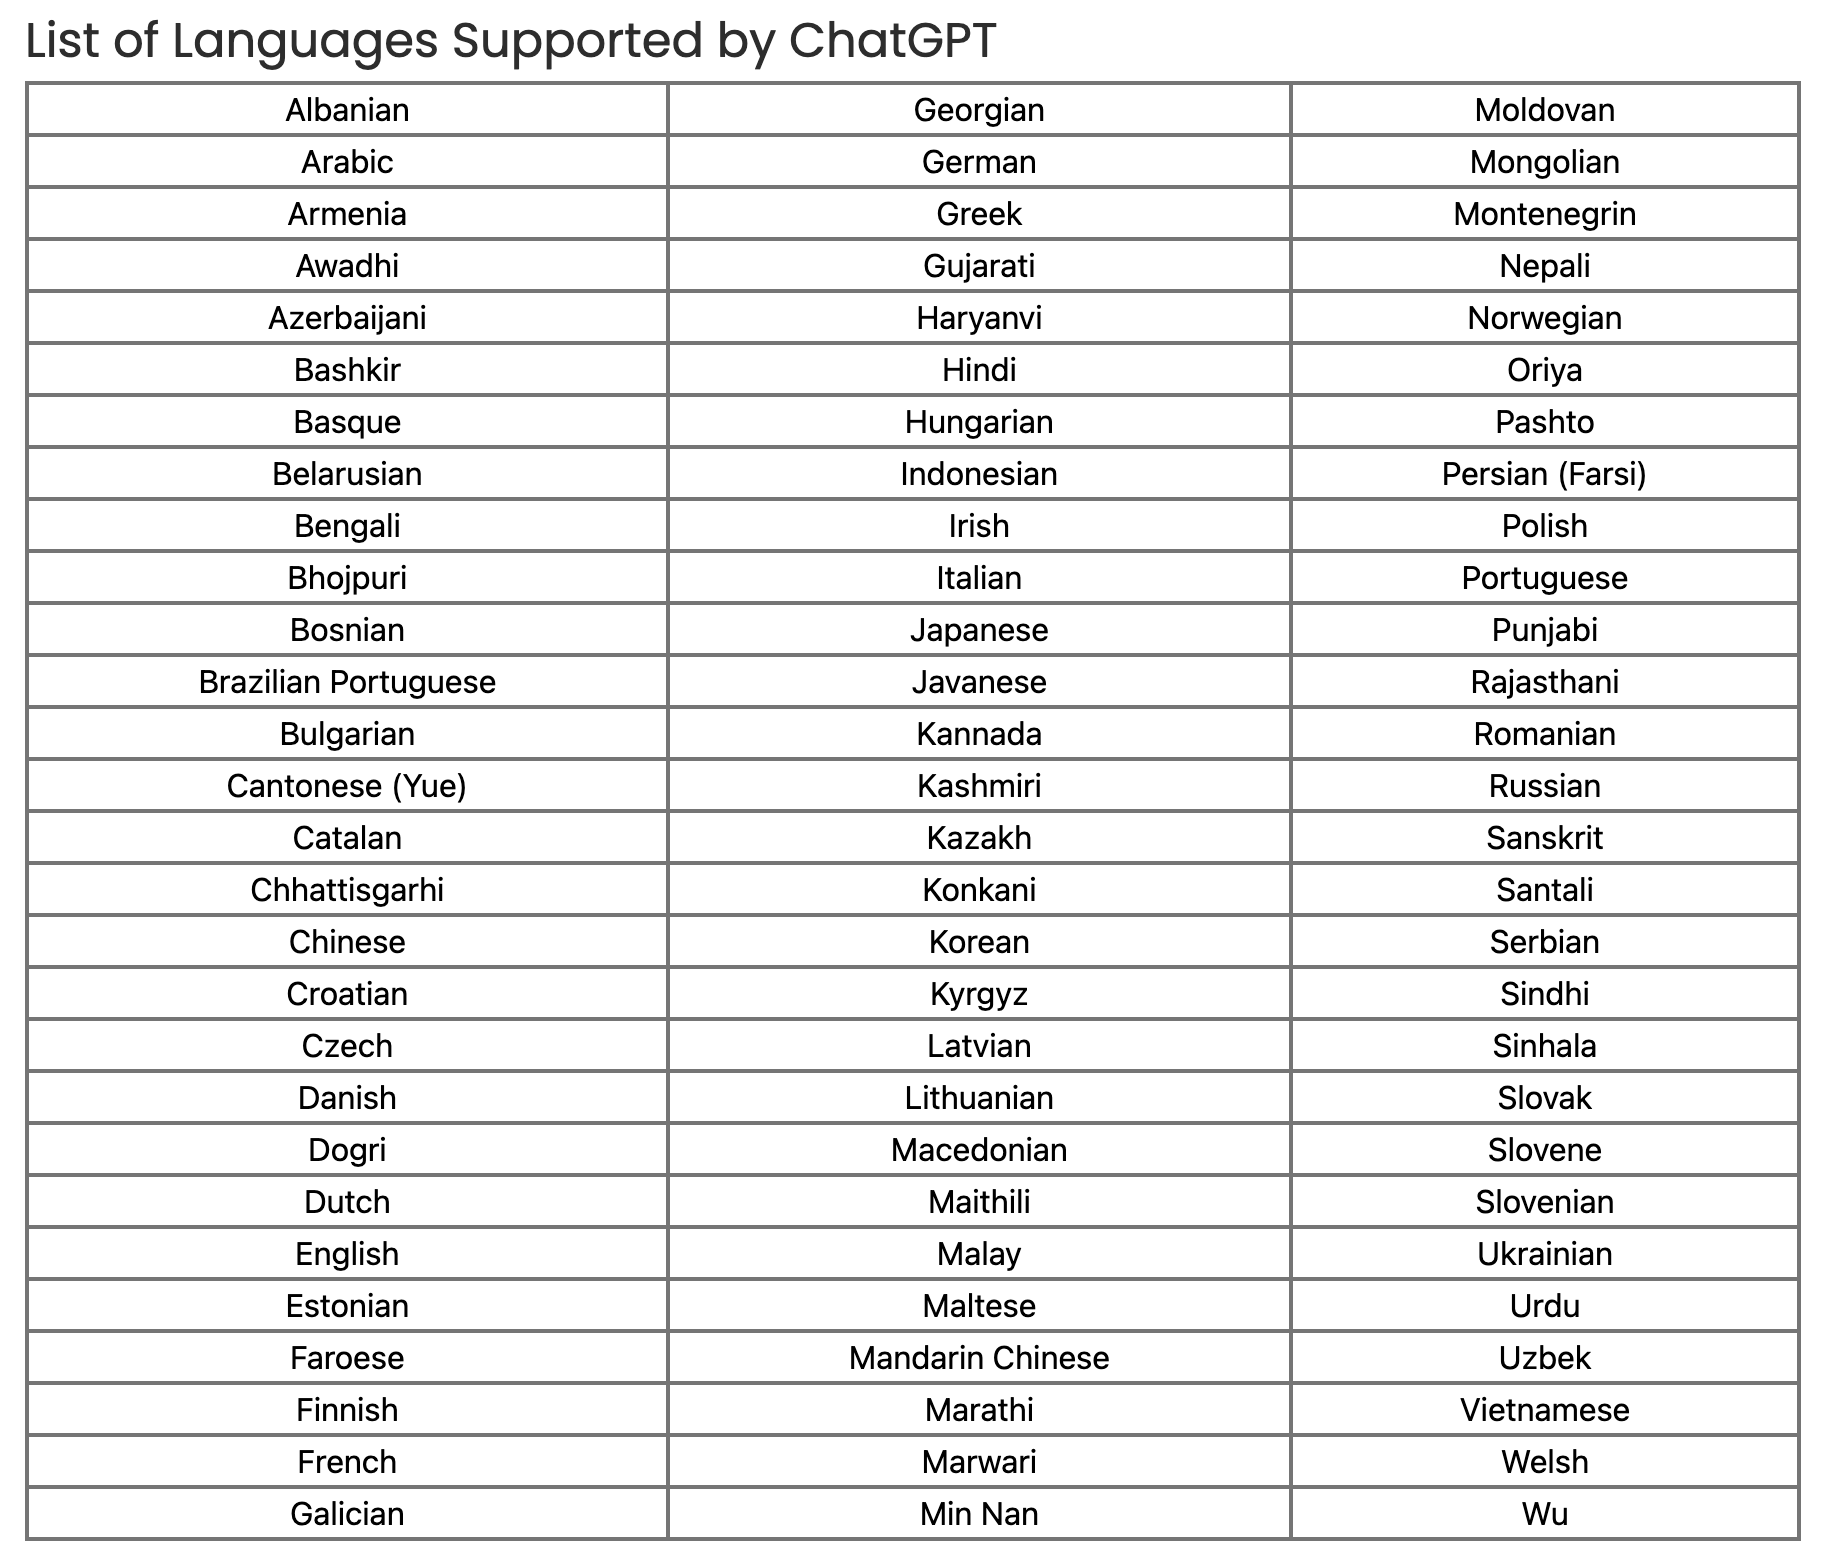 List of Languages Supported by ChatGPT
Albanian Georgian Moldovan
Arabic German Mongolian
Armenia Greek Montenegrin
Awadhi Gujarati Nepali
Azerbaijani Haryanvi Norwegian
Bashkir Hindi Oriya
Basque Hungarian Pashto
Belarusian Indonesian Persian (Farsi)
Bengali Irish Polish
Bhojpuri Italian Portuguese
Bosnian Japanese Punjabi
Brazilian Portuguese Javanese Rajasthani
Bulgarian Kannada Romanian
Cantonese (Yue) Kashmiri Russian
Catalan Kazakh Sanskrit
Chhattisgarhi Konkani Santali
Chinese Korean Serbian
Croatian Kyrgyz Sindhi
Czech Latvian Sinhala
Danish Lithuanian Slovak
Dogri Macedonian Slovene
Dutch Maithili Slovenian
English Malay Ukrainian
Estonian Maltese Urdu
Faroese Mandarin Chinese Uzbek
Finnish Marathi Vietnamese
French Marwari Welsh
Galician Min Nan Wu